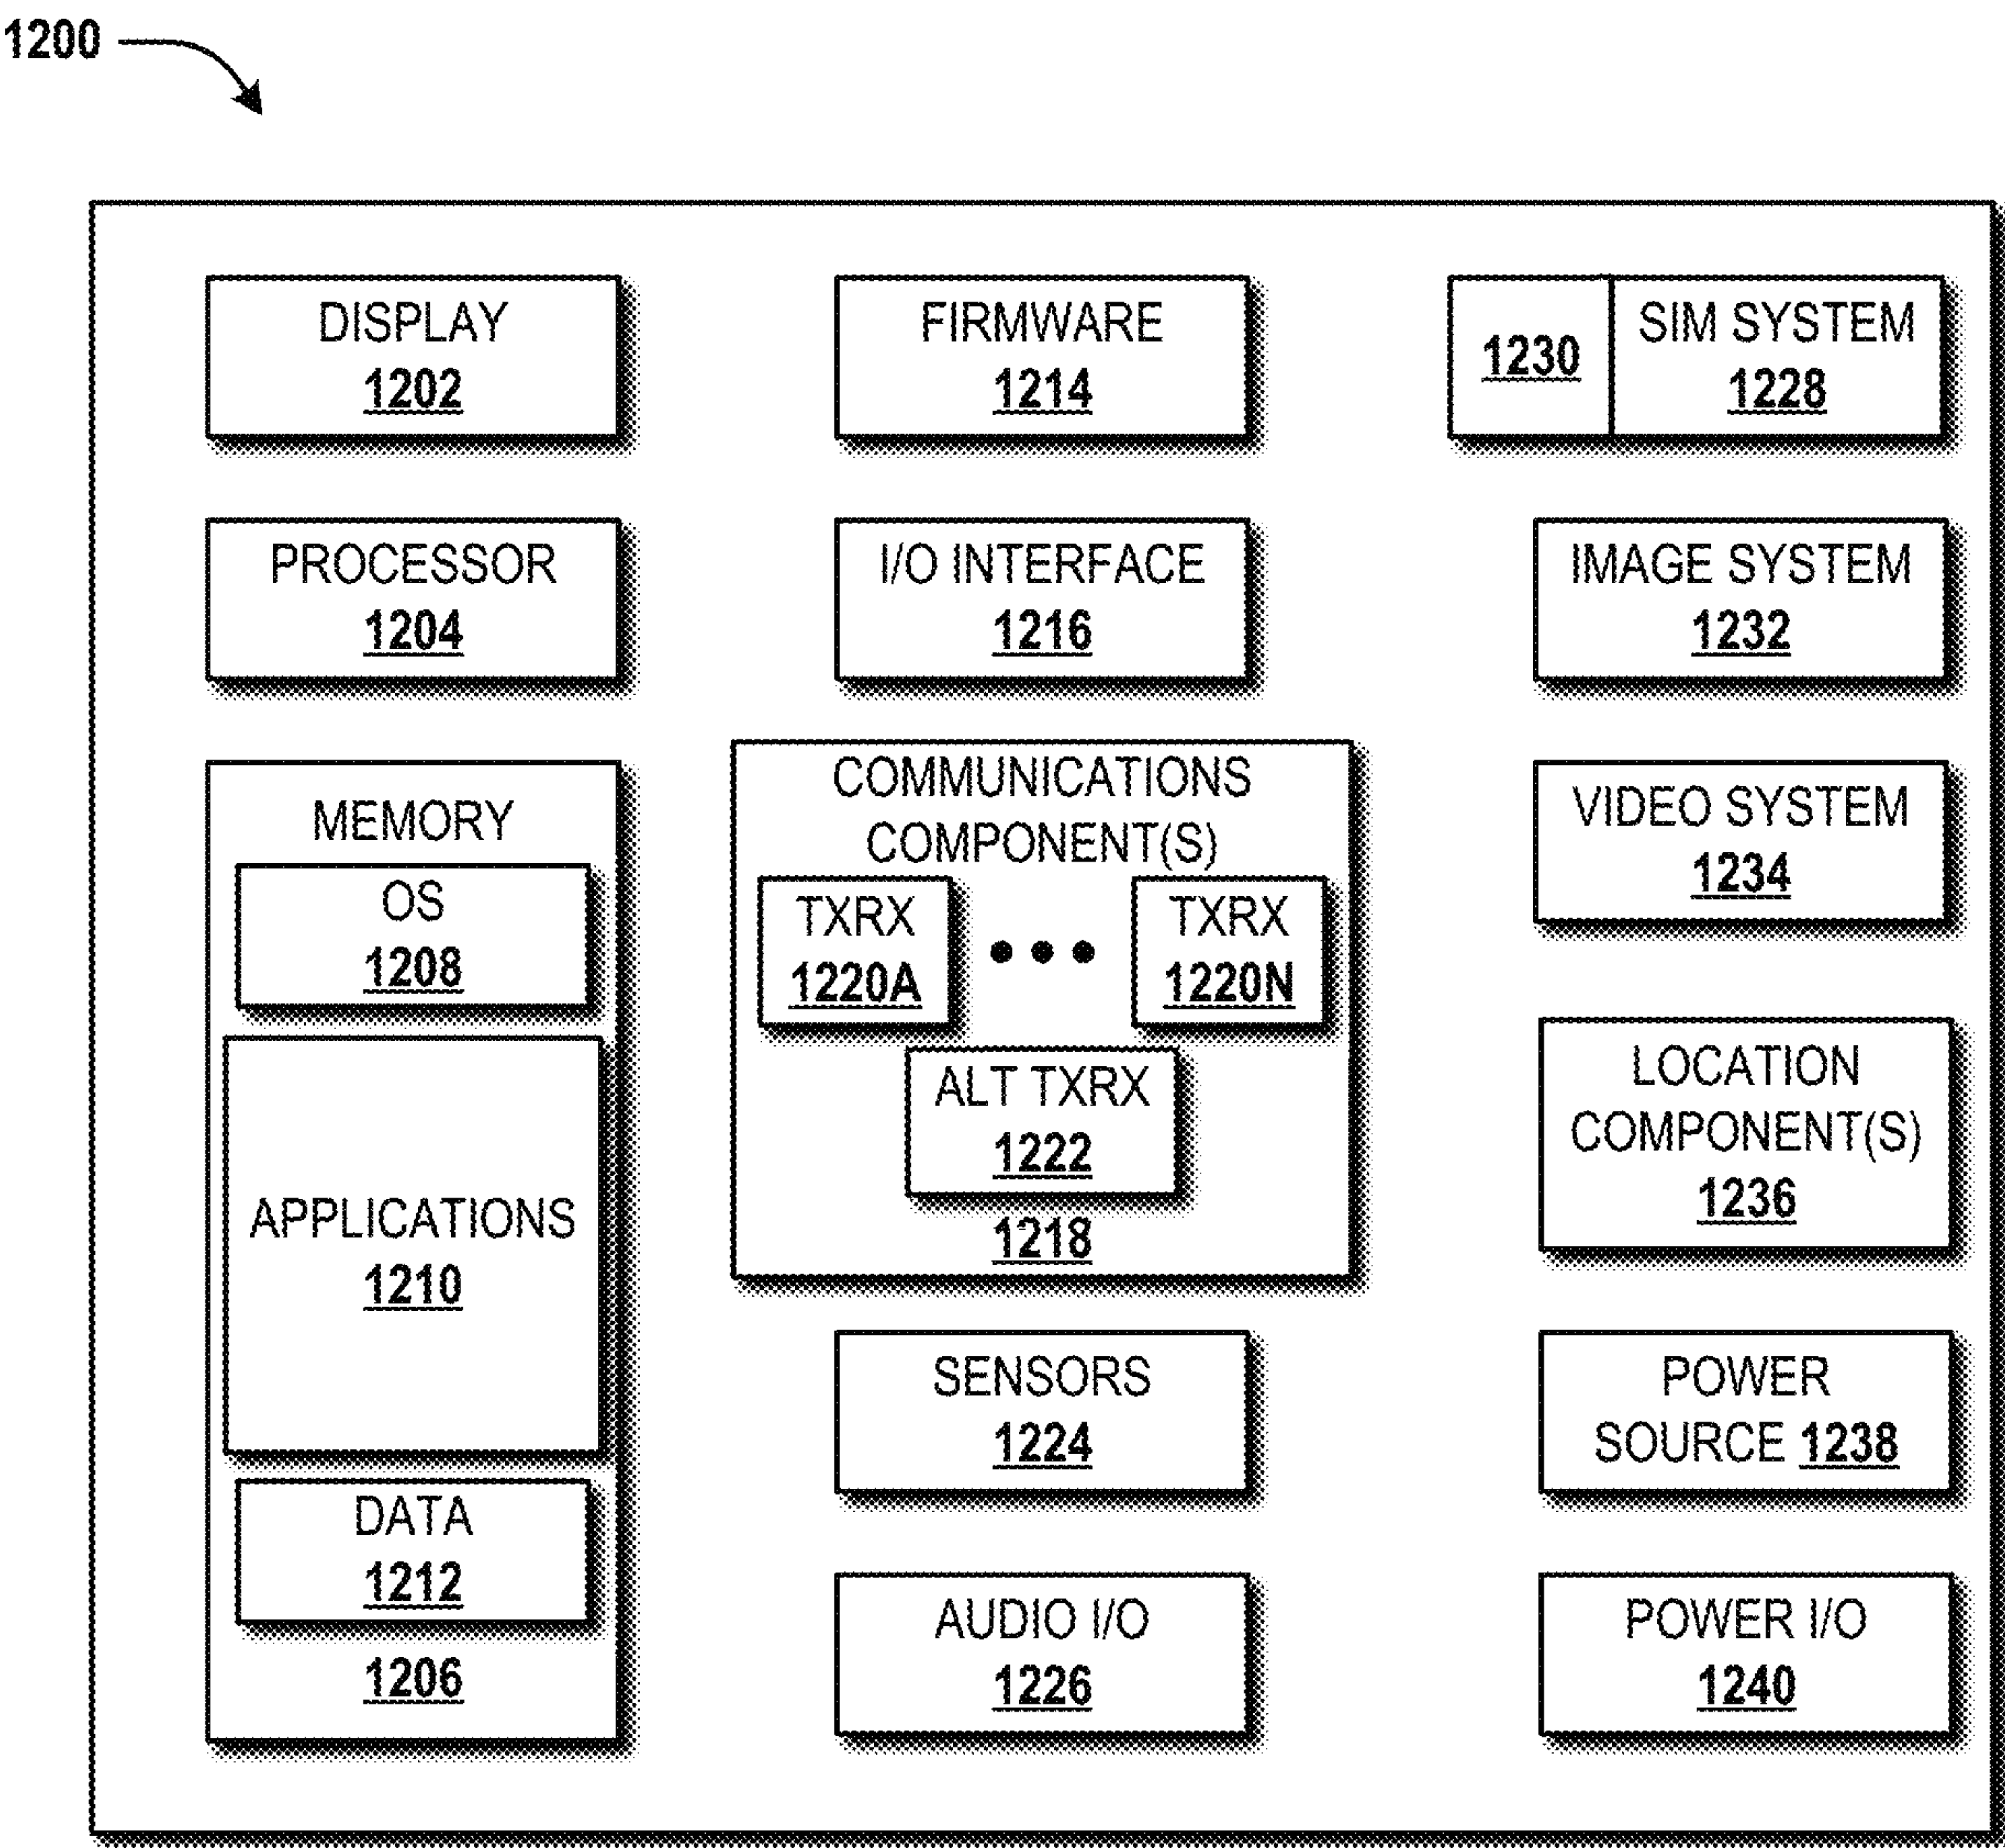 1200
DISPLAY
1202
PROCESSOR
1204
MEMORY
OS
1208
APPLICATIONS
1210
DATA
1212
1206
FIRMWARE
1214
I/O INTERFACE
1216
COMMUNICATIONS
COMPONENT(S)
TXRX
1220A
TXRX
1220N
ALT TXRX
1222
1218
SENSORS
1224
AUDIO I/O
1226
1230
SIM SYSTEM
1228
IMAGE SYSTEM
1232
VIDEO SYSTEM
1234
LOCATION
COMPONENT(S)
1236
POWER
SOURCE 1238
POWER I/O
1240